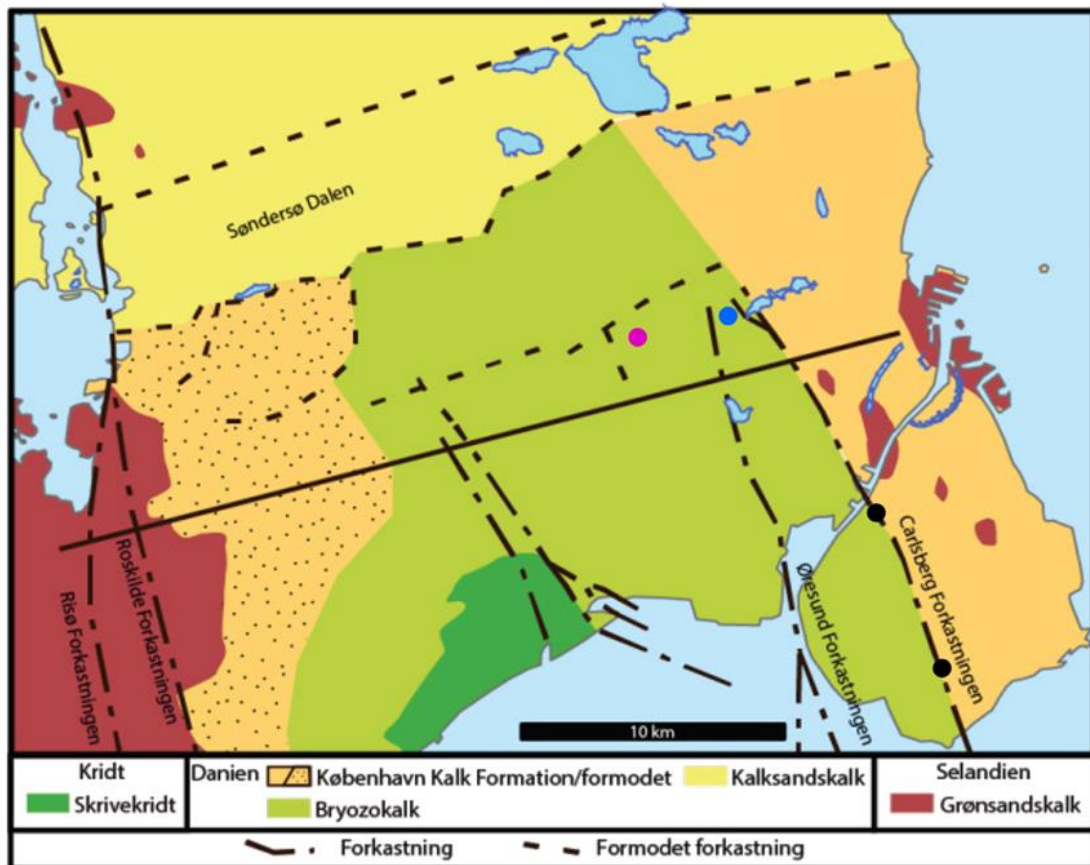 Søndersø Dalen
Risø Forkastningen
Roskilde Forkastningen
Øresund Forkastningen
Carlsberg Forkastningen
10 km
Kridt
Skrivekridt
Danien
København Kalk Formation/formodet
Kalksandskalk
Bryozokalk
Selandien
Grønsandskalk
Forkastning
Formodet forkastning